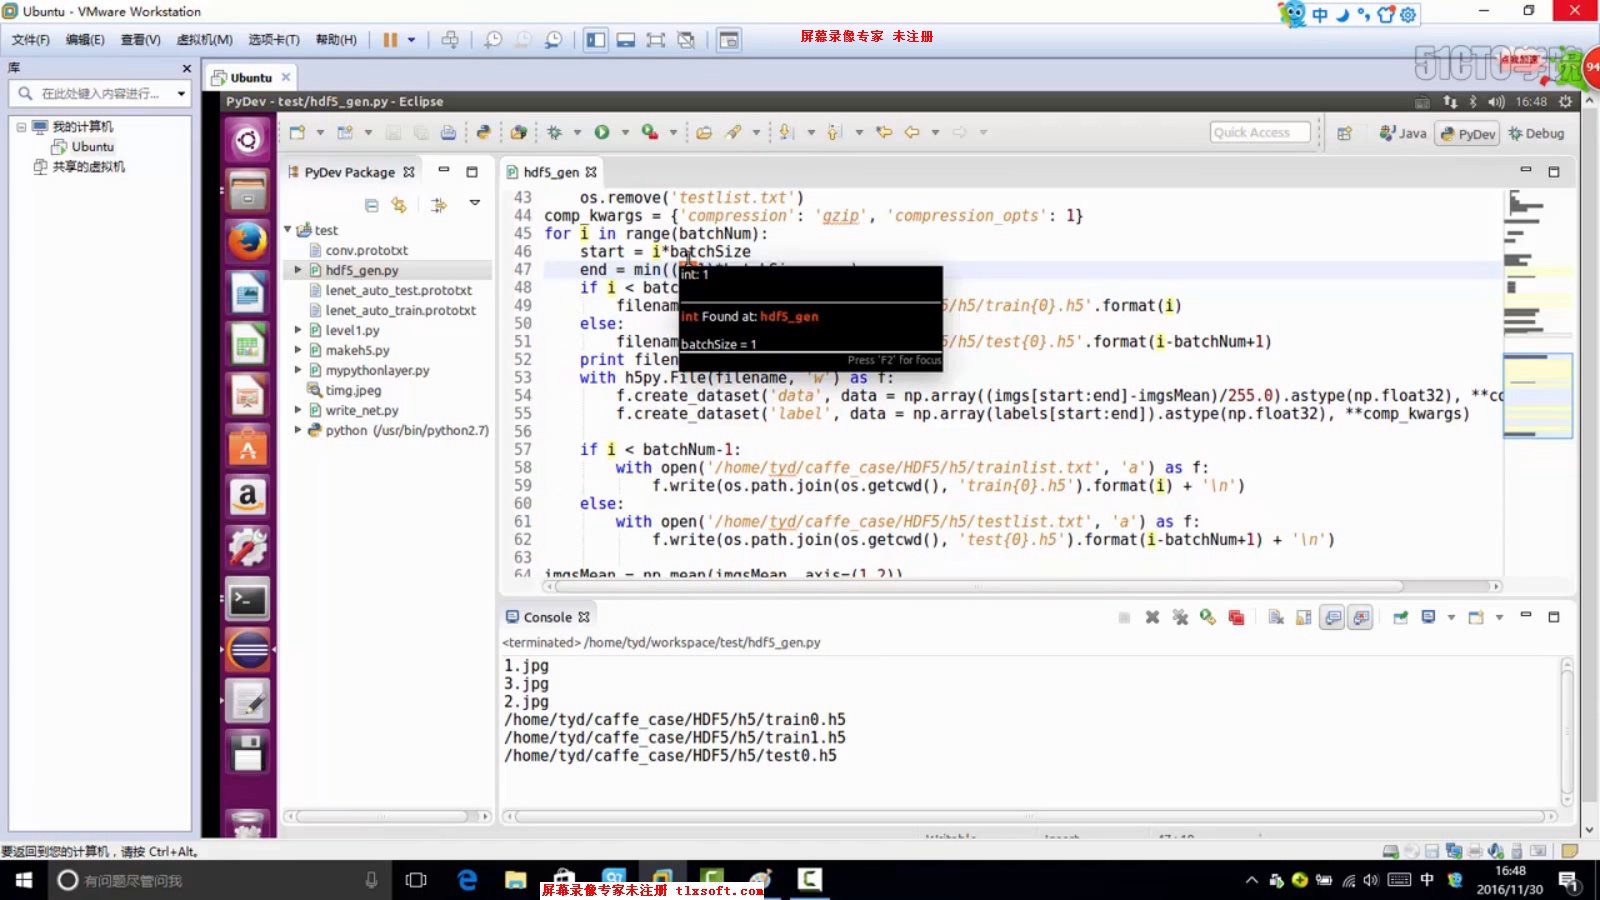 Ubuntu - VMware Workstation
中
文件(F) 编辑(E) 查看(V) 虚拟机(M) 选项卡(T) 帮助(H)
屏幕录像专家 未注册
51CTO学院
点我加速
94
库
Ubuntu
在此处键入内容进行...
PyDev - test/hdf5_gen.py - Eclipse
16:48
我的计算机
Ubuntu
共享的虚拟机
Quick Access
Java
PyDev
Debug
PyDev Package
hdf5_gen
test
conv.prototxt
hdf5_gen.py
lenet_auto_test.prototxt
lenet_auto_train.prototxt
level1.py
makeh5.py
mypythonlayer.py
timg.jpeg
write_net.py
python (/usr/bin/python2.7)
43 os.remove('testlist.txt')
44 comp_kwargs = {'compression': 'gzip', 'compression_opts': 1}
45 for i in range(batchNum):
46 start = i*batchSize
47 end = min((
48 if i < batc
49 filenam /h5/train{0}.h5'.format(i)
50 else:
51 filenam /h5/test{0}.h5'.format(i-batchNum+1)
52 print filen
53 with h5py.File(filename, 'w') as f:
54 f.create_dataset('data', data = np.array((imgs[start:end]-imgsMean)/255.0).astype(np.float32), **cc
55 f.create_dataset('label', data = np.array(labels[start:end]).astype(np.float32), **comp_kwargs)
56
57 if i < batchNum-1:
58 with open('/home/tyd/caffe_case/HDF5/h5/trainlist.txt', 'a') as f:
59 f.write(os.path.join(os.getcwd(), 'train{0}.h5').format(i) + '\n')
60 else:
61 with open('/home/tyd/caffe_case/HDF5/h5/testlist.txt', 'a') as f:
62 f.write(os.path.join(os.getcwd(), 'test{0}.h5').format(i-batchNum+1) + '\n')
63
64 imgsMean = np.mean(imgsMean, axis=(1,2))
int: 1
int Found at: hdf5_gen
batchSize = 1
Press 'F2' for focus
Console
<terminated> /home/tyd/workspace/test/hdf5_gen.py
1.jpg
3.jpg
2.jpg
/home/tyd/caffe_case/HDF5/h5/train0.h5
/home/tyd/caffe_case/HDF5/h5/train1.h5
/home/tyd/caffe_case/HDF5/h5/test0.h5
要返回到您的计算机，请按 Ctrl+Alt。
有问题尽管问我
屏幕录像专家未注册 tlxsoft.com
中
16:48
2016/11/30
1